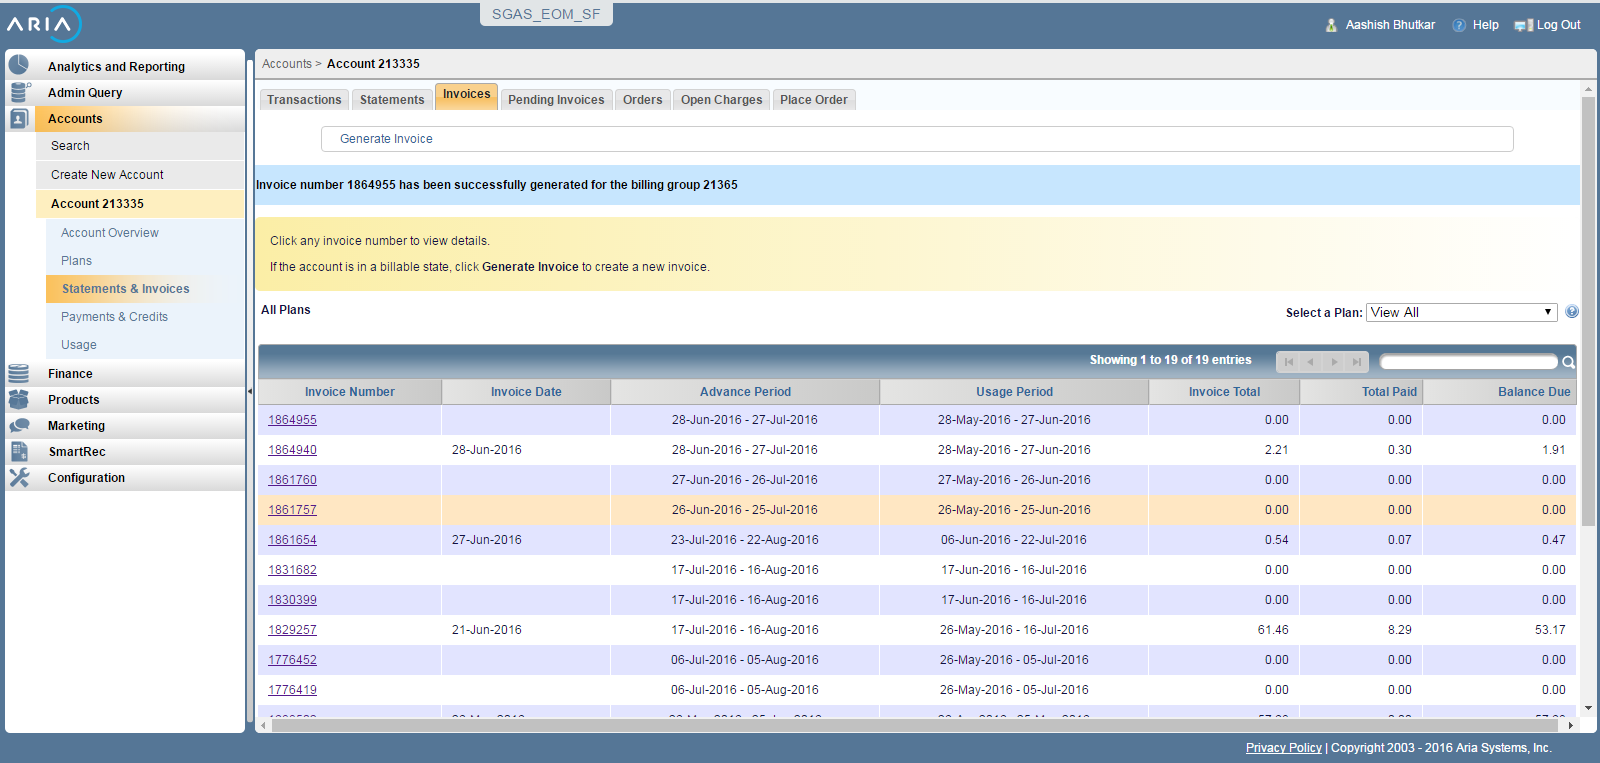 SGAS_EOM_SF
ARIA
Aashish Bhutkar Help Log Out
Analytics and Reporting
Admin Query
Accounts
Search
Create New Account
Account 213335
Account Overview
Plans
Statements & Invoices
Payments & Credits
Usage
Finance
Products
Marketing
SmartRec
Configuration
Accounts > Account 213335
Transactions Statements Invoices Pending Invoices Orders Open Charges Place Order
Generate Invoice
Invoice number 1864955 has been successfully generated for the billing group 21365
Click any invoice number to view details.
If the account is in a billable state, click Generate Invoice to create a new invoice.
All Plans
Select a Plan: View All
Showing 1 to 19 of 19 entries
Invoice Number Invoice Date Advance Period Usage Period Invoice Total Total Paid Balance Due
1864955 28-Jun-2016 - 27-Jul-2016 28-May-2016 - 27-Jun-2016 0.00 0.00 0.00
1864940 28-Jun-2016 28-Jun-2016 - 27-Jul-2016 28-May-2016 - 27-Jun-2016 2.21 0.30 1.91
1861760 27-Jun-2016 - 26-Jul-2016 27-May-2016 - 26-Jun-2016 0.00 0.00 0.00
1861757 26-Jun-2016 - 25-Jul-2016 26-May-2016 - 25-Jun-2016 0.00 0.00 0.00
1861654 27-Jun-2016 23-Jul-2016 - 22-Aug-2016 06-Jun-2016 - 22-Jul-2016 0.54 0.07 0.47
1831682 17-Jul-2016 - 16-Aug-2016 17-Jun-2016 - 16-Jul-2016 0.00 0.00 0.00
1830399 17-Jul-2016 - 16-Aug-2016 17-Jun-2016 - 16-Jul-2016 0.00 0.00 0.00
1829257 21-Jun-2016 17-Jul-2016 - 16-Aug-2016 26-May-2016 - 16-Jul-2016 61.46 8.29 53.17
1776452 06-Jul-2016 - 05-Aug-2016 26-May-2016 - 05-Jul-2016 0.00 0.00 0.00
1776419 06-Jul-2016 - 05-Aug-2016 26-May-2016 - 05-Jul-2016 0.00 0.00 0.00
Privacy Policy | Copyright 2003 - 2016 Aria Systems, Inc.